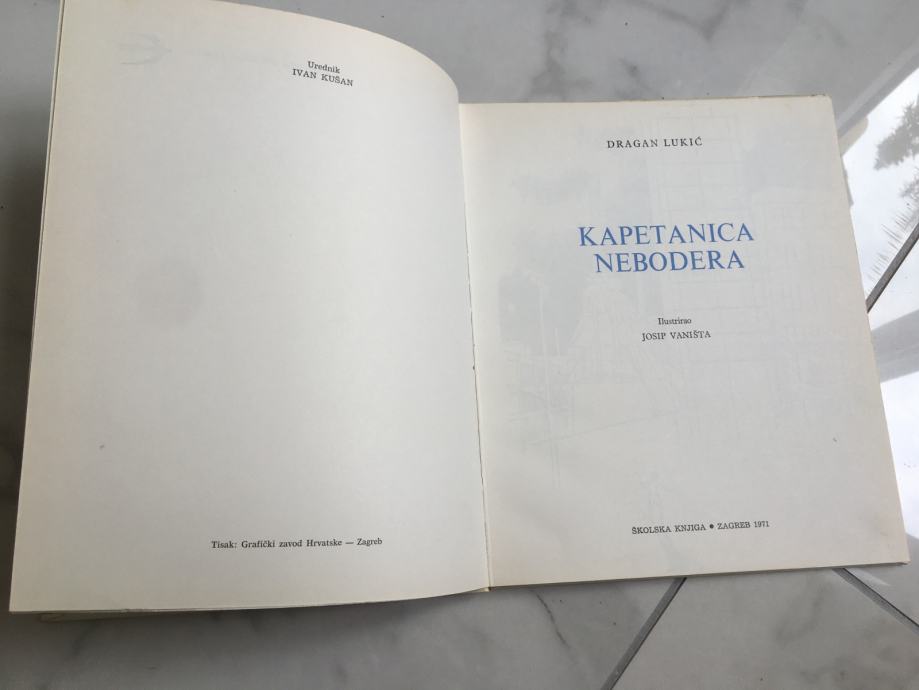 Urednik
IVAN KUŠAN
Tisak: Grafički zavod Hrvatske — Zagreb
DRAGAN LUKIĆ
KAPETANICA
NEBODERA
Ilustrirao
JOSIP VANIŠTA
ŠKOLSKA KNJIGA • ZAGREB 1971